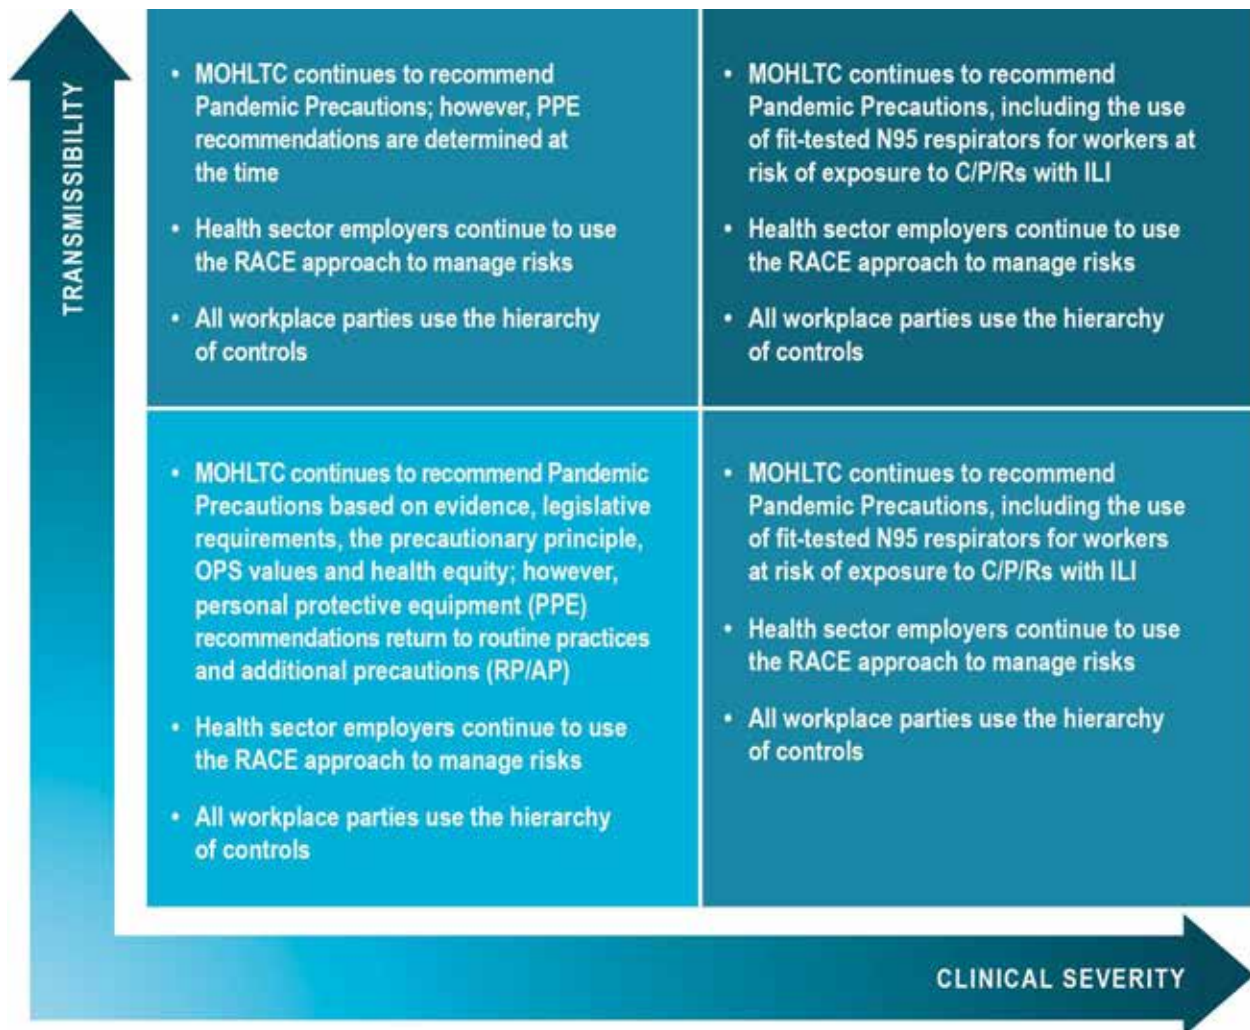 TRANSMISSIBILITY
• MOHLTC continues to recommend
Pandemic Precautions; however, PPE
recommendations are determined at
the time
• Health sector employers continue to use
the RACE approach to manage risks
• All workplace parties use the hierarchy
of controls
• MOHLTC continues to recommend
Pandemic Precautions, including the use
of fit-tested N95 respirators for workers at
risk of exposure to C/P/Rs with ILI
• Health sector employers continue to use
the RACE approach to manage risks
• All workplace parties use the hierarchy
of controls
• MOHLTC continues to recommend Pandemic
Precautions based on evidence, legislative
requirements, the precautionary principle,
OPS values and health equity; however,
personal protective equipment (PPE)
recommendations return to routine practices
and additional precautions (RP/AP)
• Health sector employers continue to use
the RACE approach to manage risks
• All workplace parties use the hierarchy
of controls
• MOHLTC continues to recommend
Pandemic Precautions, including the use
of fit-tested N95 respirators for workers
at risk of exposure to C/P/Rs with ILI
• Health sector employers continue to use
the RACE approach to manage risks
• All workplace parties use the hierarchy
of controls
CLINICAL SEVERITY